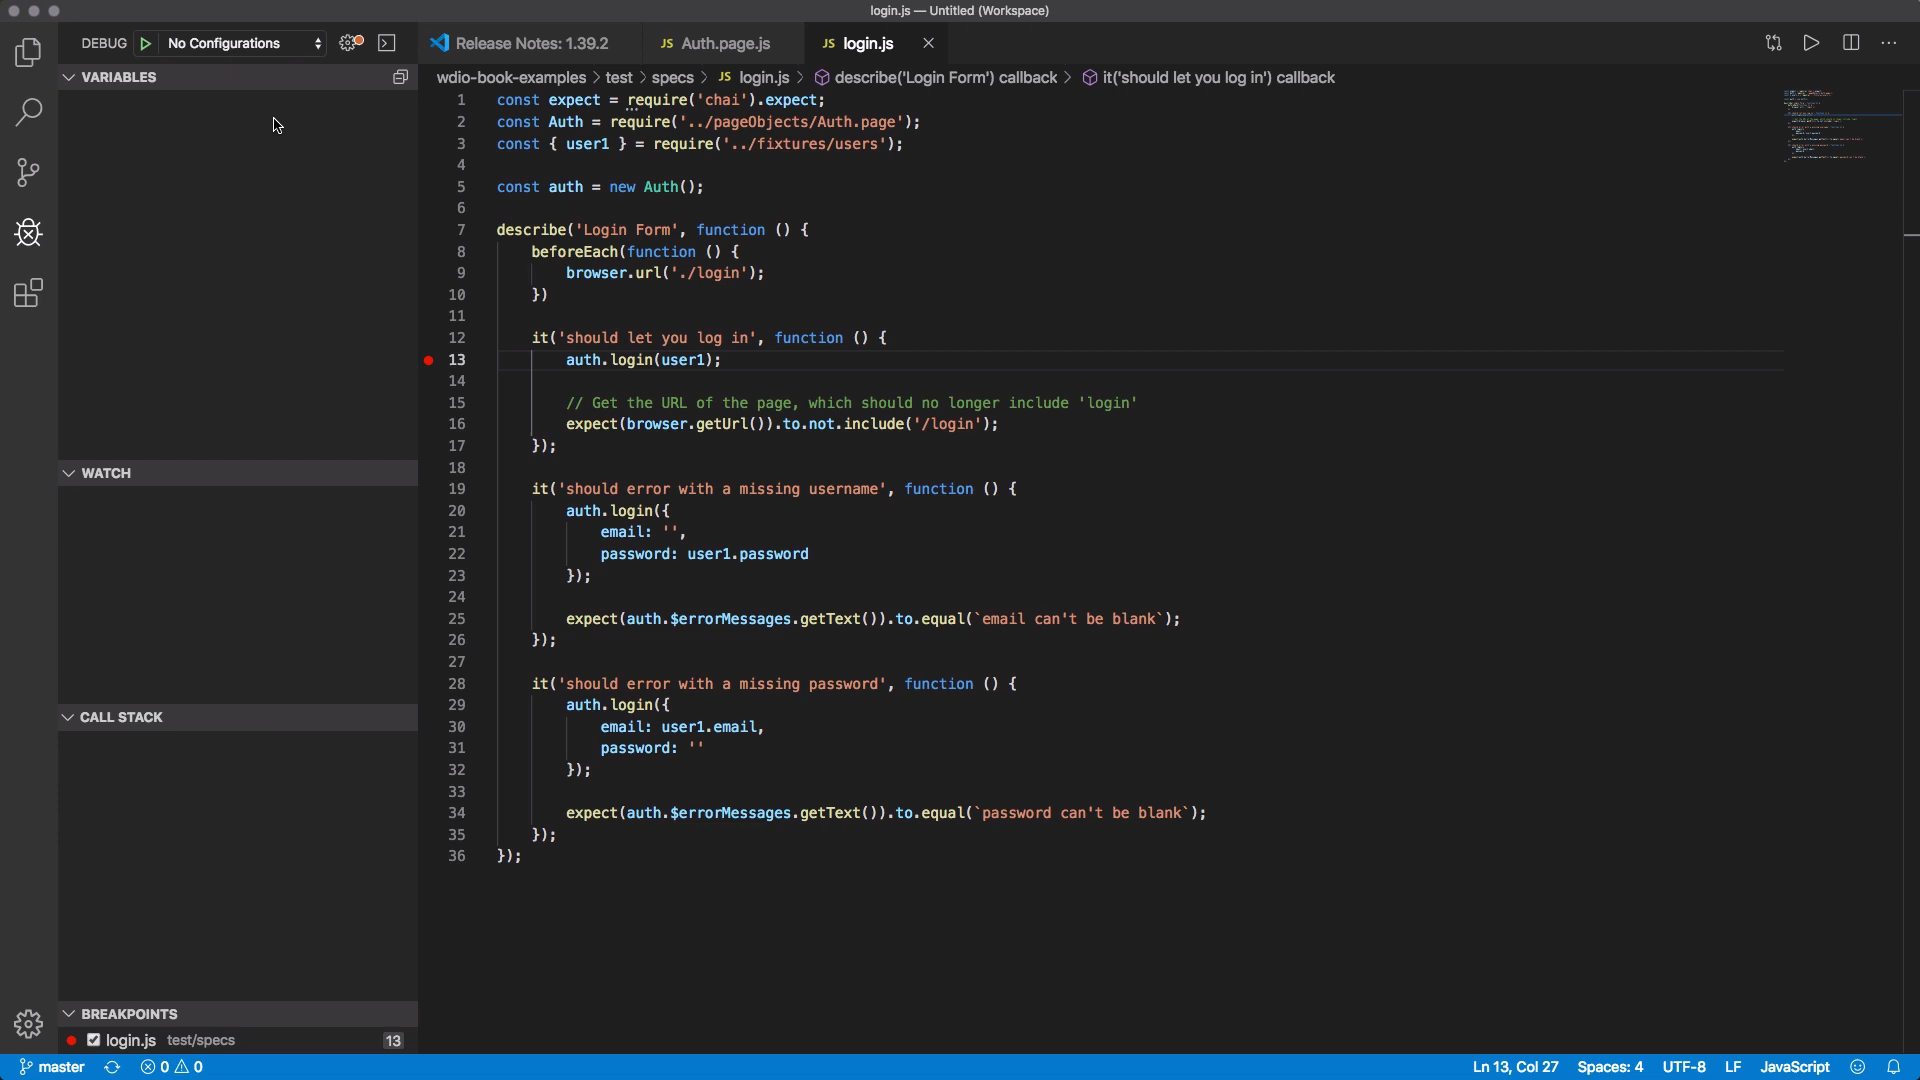 login.js — Untitled (Workspace)
DEBUG No Configurations
Release Notes: 1.39.2
JS Auth.page.js
JS login.js
VARIABLES
wdio-book-examples > test > specs > JS login.js > describe('Login Form') callback > it('should let you log in') callback
1 const expect = require('chai').expect;
2 const Auth = require('../pageObjects/Auth.page');
3 const { user1 } = require('../fixtures/users');
4
5 const auth = new Auth();
6
7 describe('Login Form', function () {
8 beforeEach(function () {
9 browser.url('./login');
10 })
11
12 it('should let you log in', function () {
13 auth.login(user1);
14
15 // Get the URL of the page, which should no longer include 'login'
16 expect(browser.getUrl()).to.not.include('/login');
17 });
18
19 it('should error with a missing username', function () {
20 auth.login({
21 email: '',
22 password: user1.password
23 });
24
25 expect(auth.$errorMessages.getText()).to.equal(`email can't be blank`);
26 });
27
28 it('should error with a missing password', function () {
29 auth.login({
30 email: user1.email,
31 password: ''
32 });
33
34 expect(auth.$errorMessages.getText()).to.equal(`password can't be blank`);
35 });
36 });
WATCH
CALL STACK
BREAKPOINTS
login.js test/specs 13
master 0 0
Ln 13, Col 27 Spaces: 4 UTF-8 LF JavaScript